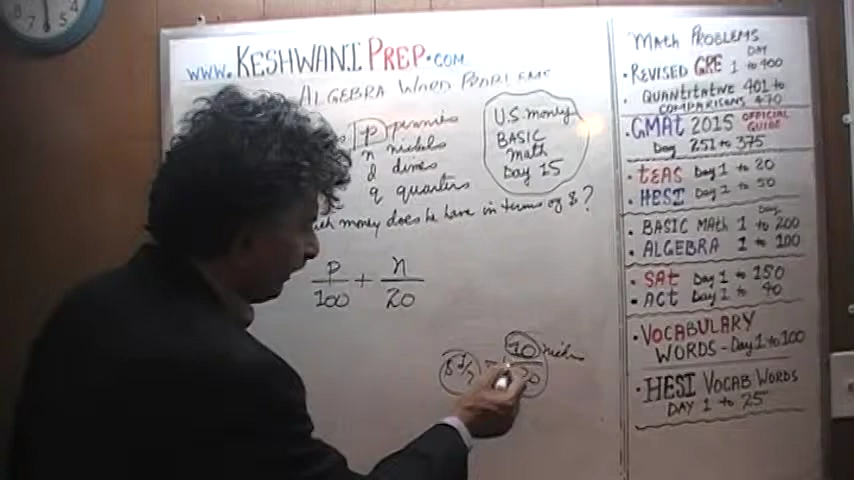 www.KESHWANIPREP.COM
ALGEBRA WORD PROBLEMS
p pennies
n nickels
d dimes
q quarters
money does he have in terms of $?
U.S. money
BASIC
Math
Day 15
p/100 + n/20
10
20
MATH PROBLEMS
• REVISED GRE DAY 1 to 400
• QUANTITATIVE 401 to
COMPARISONS 470
• GMAT 2015 OFFICIAL GUIDE
Day 251 to 375
• TEAS Day 1 to 20
• HESI Day 1 to 50
Day
• BASIC MATH 1 to 200
• ALGEBRA 1 to 100
• SAt Day 1 to 150
• ACt Day 1 to 40
• VOCABULARY
WORDS - Day 1 to 100
• HESI VOCAB WORDS
DAY 1 to 25